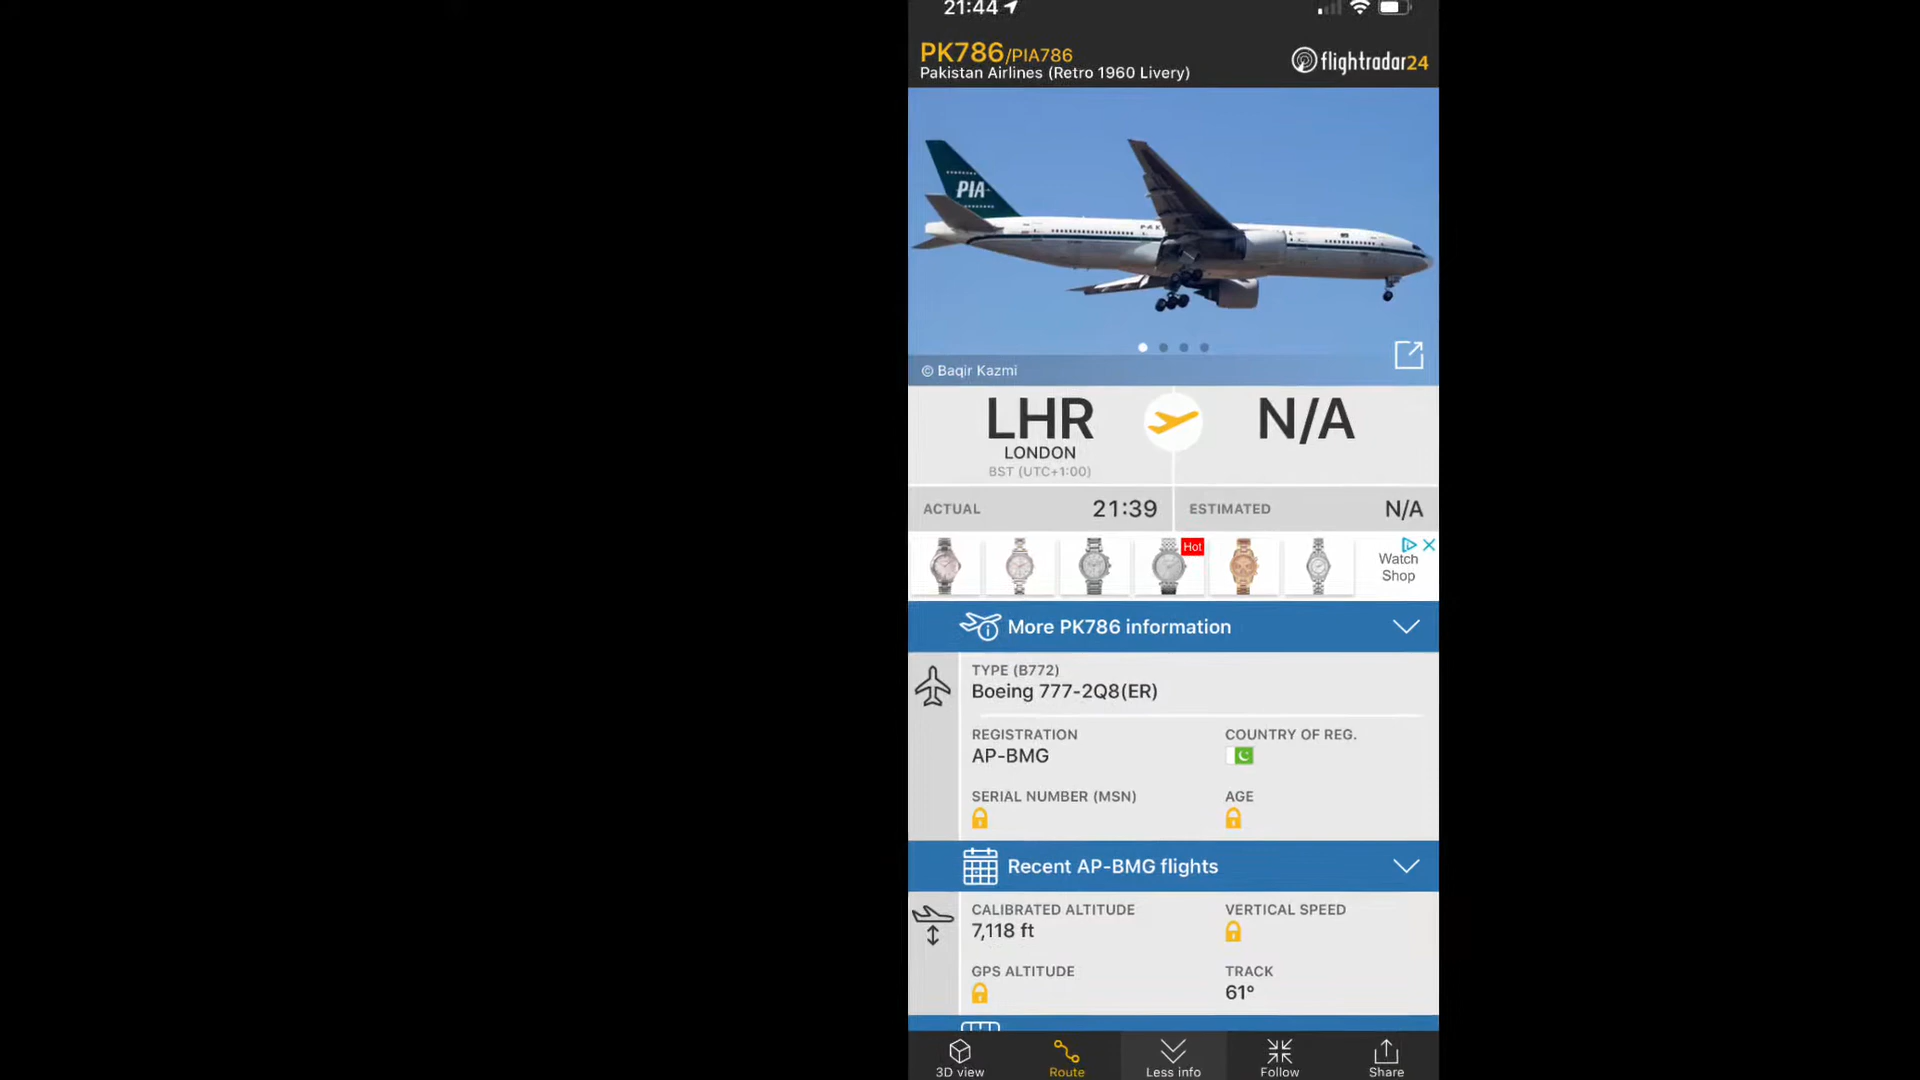 21:44
PK786/PIA786
Pakistan Airlines (Retro 1960 Livery)
flightradar24
PIA
© Baqir Kazmi
LHR
LONDON
BST (UTC+1:00)
N/A
ACTUAL 21:39
ESTIMATED N/A
Hot
Watch
Shop
More PK786 information
TYPE (B772)
Boeing 777-2Q8(ER)
REGISTRATION COUNTRY OF REG.
AP-BMG
SERIAL NUMBER (MSN) AGE
Recent AP-BMG flights
CALIBRATED ALTITUDE VERTICAL SPEED
7,118 ft
GPS ALTITUDE TRACK
61°
3D view Route Less info Follow Share